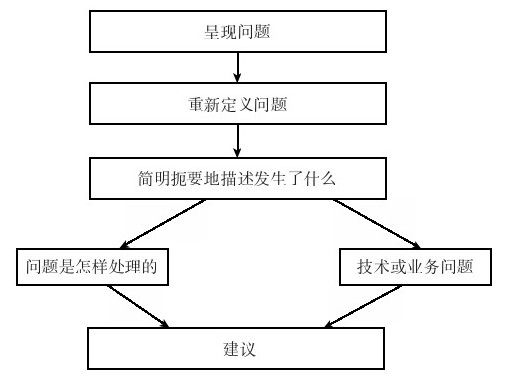 呈现问题
重新定义问题
简明扼要地描述发生了什么
问题是怎样处理的
技术或业务问题
建议